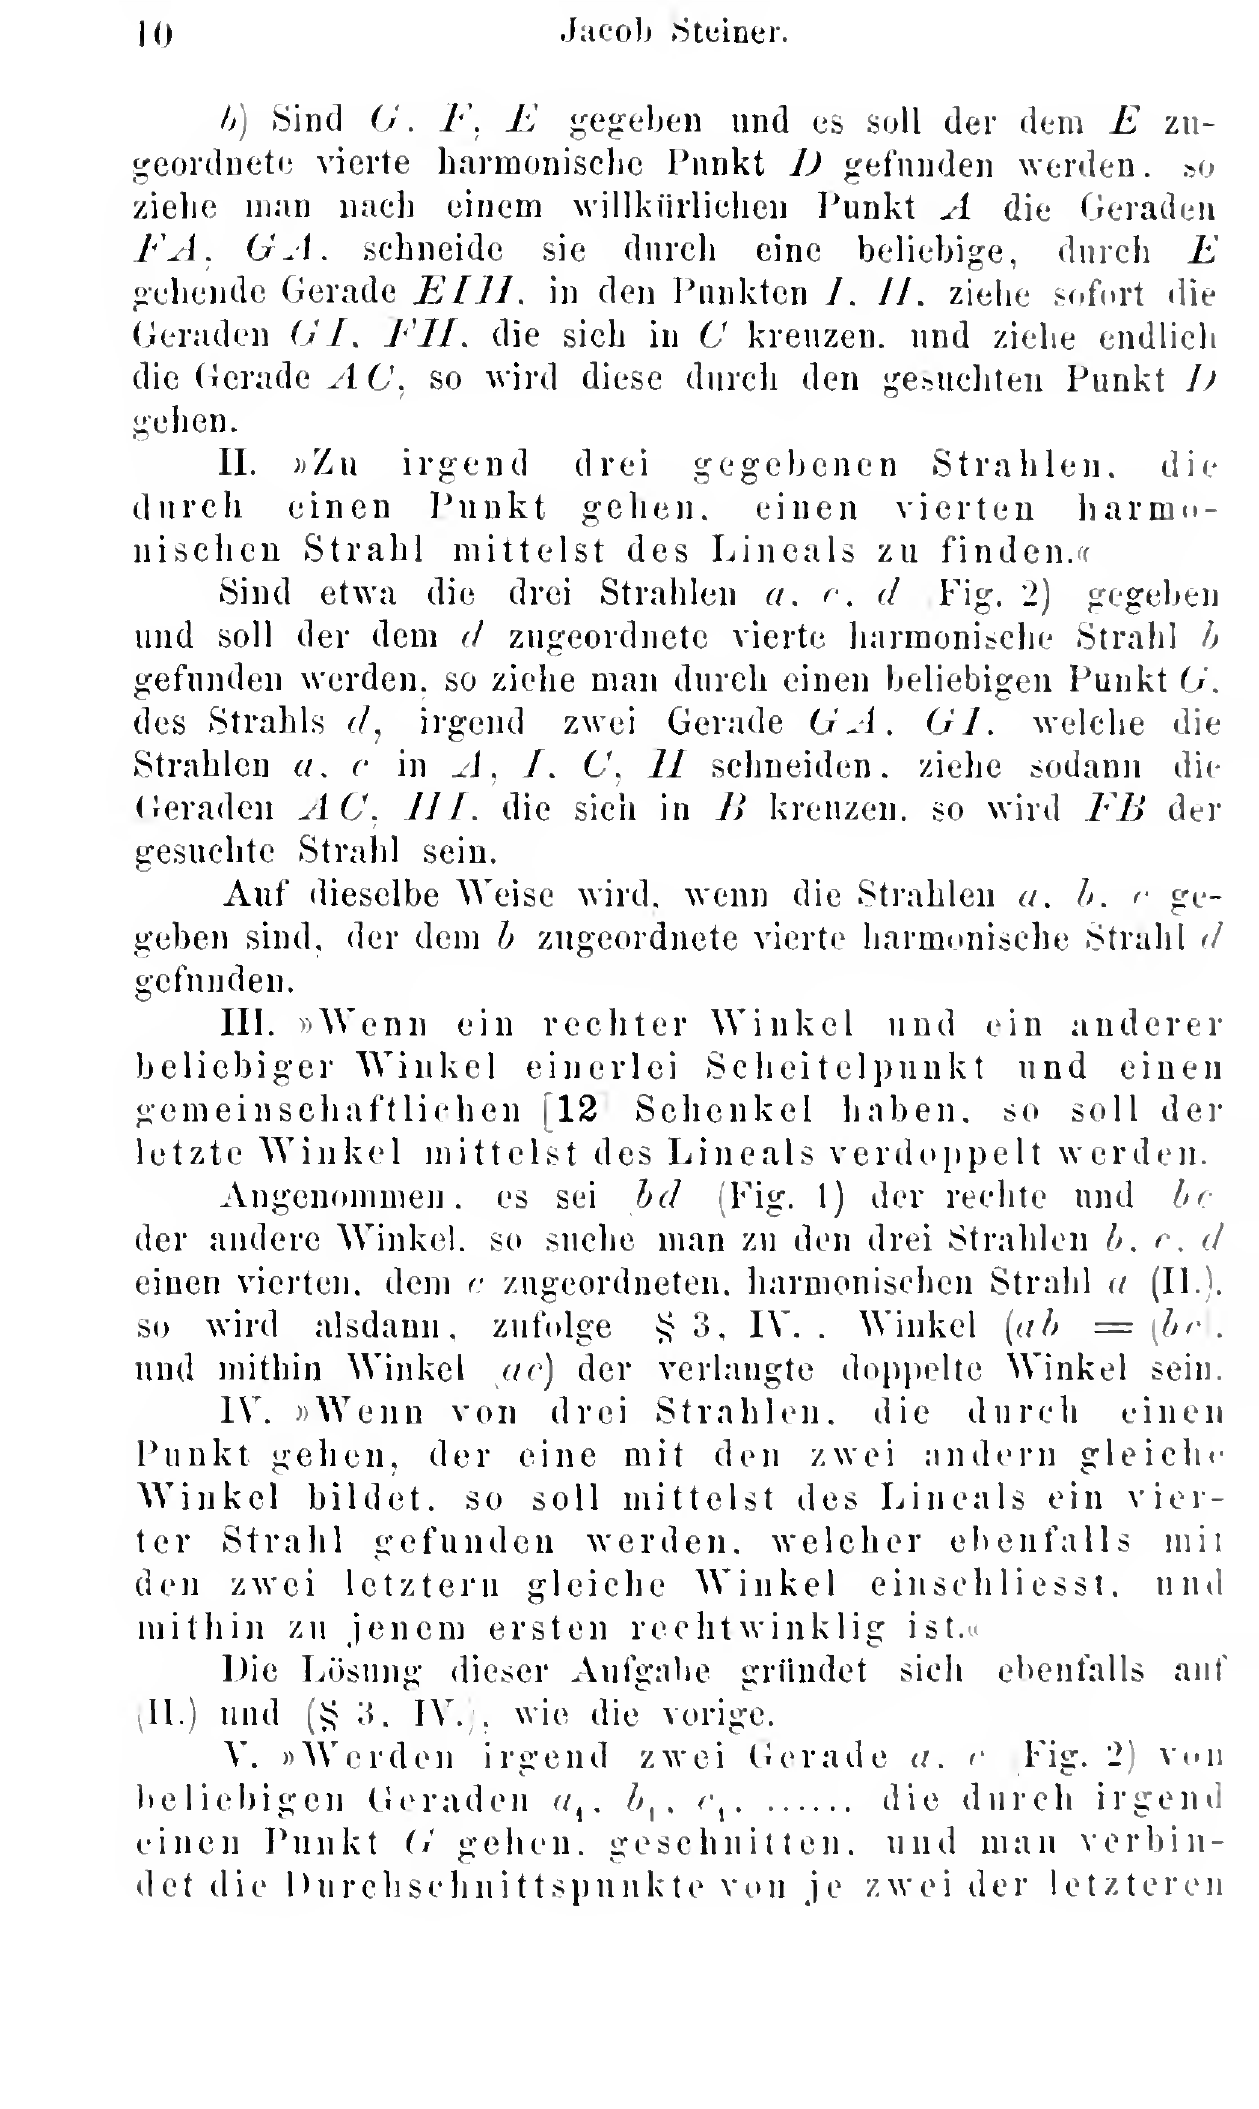 10 Jacob Steiner.
b) Sind G, F, E gegeben und es soll der dem E zu-
geordnete vierte harmonische Punkt D gefunden werden, so
ziehe man nach einem willkürlichen Punkt A die Geraden
FA, GA, schneide sie durch eine beliebige, durch E
gehende Gerade EIH, in den Punkten I, H, ziehe sofort die
Geraden GI, FH, die sich in C kreuzen, und ziehe endlich
die Gerade AC, so wird diese durch den gesuchten Punkt D
gehen.
II. »Zu irgend drei gegebenen Strahlen, die
durch einen Punkt gehen, einen vierten harmo-
nischen Strahl mittelst des Lineals zu finden.«
Sind etwa die drei Strahlen a, c, d Fig. 2) gegeben
und soll der dem d zugeordnete vierte harmonische Strahl b
gefunden werden, so ziehe man durch einen beliebigen Punkt G,
des Strahls d, irgend zwei Gerade GA, GI, welche die
Strahlen a, c in A, I, C, H schneiden, ziehe sodann die
Geraden AC, HI, die sich in B kreuzen, so wird FB der
gesuchte Strahl sein.
Auf dieselbe Weise wird, wenn die Strahlen a, b, c ge-
geben sind, der dem b zugeordnete vierte harmonische Strahl d
gefunden.
III. »Wenn ein rechter Winkel und ein anderer
beliebiger Winkel einerlei Scheitelpunkt und einen
gemeinschaftlichen [12 Schenkel haben, so soll der
letzte Winkel mittelst des Lineals verdoppelt werden.
Angenommen, es sei bd (Fig. 1) der rechte und bc
der andere Winkel, so suche man zu den drei Strahlen b, c, d
einen vierten, dem c zugeordneten, harmonischen Strahl a (II.),
so wird alsdann, zufolge § 3, IV., Winkel (ab = (bc),
und mithin Winkel (ac) der verlangte doppelte Winkel sein.
IV. »Wenn von drei Strahlen, die durch einen
Punkt gehen, der eine mit den zwei andern gleiche
Winkel bildet, so soll mittelst des Lineals ein vier-
ter Strahl gefunden werden, welcher ebenfalls mit
den zwei letztern gleiche Winkel einschliesst, und
mithin zu jenem ersten rechtwinklig ist.«
Die Lösung dieser Aufgabe gründet sich ebenfalls auf
(II.) und (§ 3, IV.), wie die vorige.
V. »Werden irgend zwei Gerade a, c Fig. 2) von
beliebigen Geraden a₁, b₁, c₁, ...... die durch irgend
einen Punkt G gehen, geschnitten, und man verbin-
det die Durchschnittspunkte von je zwei der letzteren